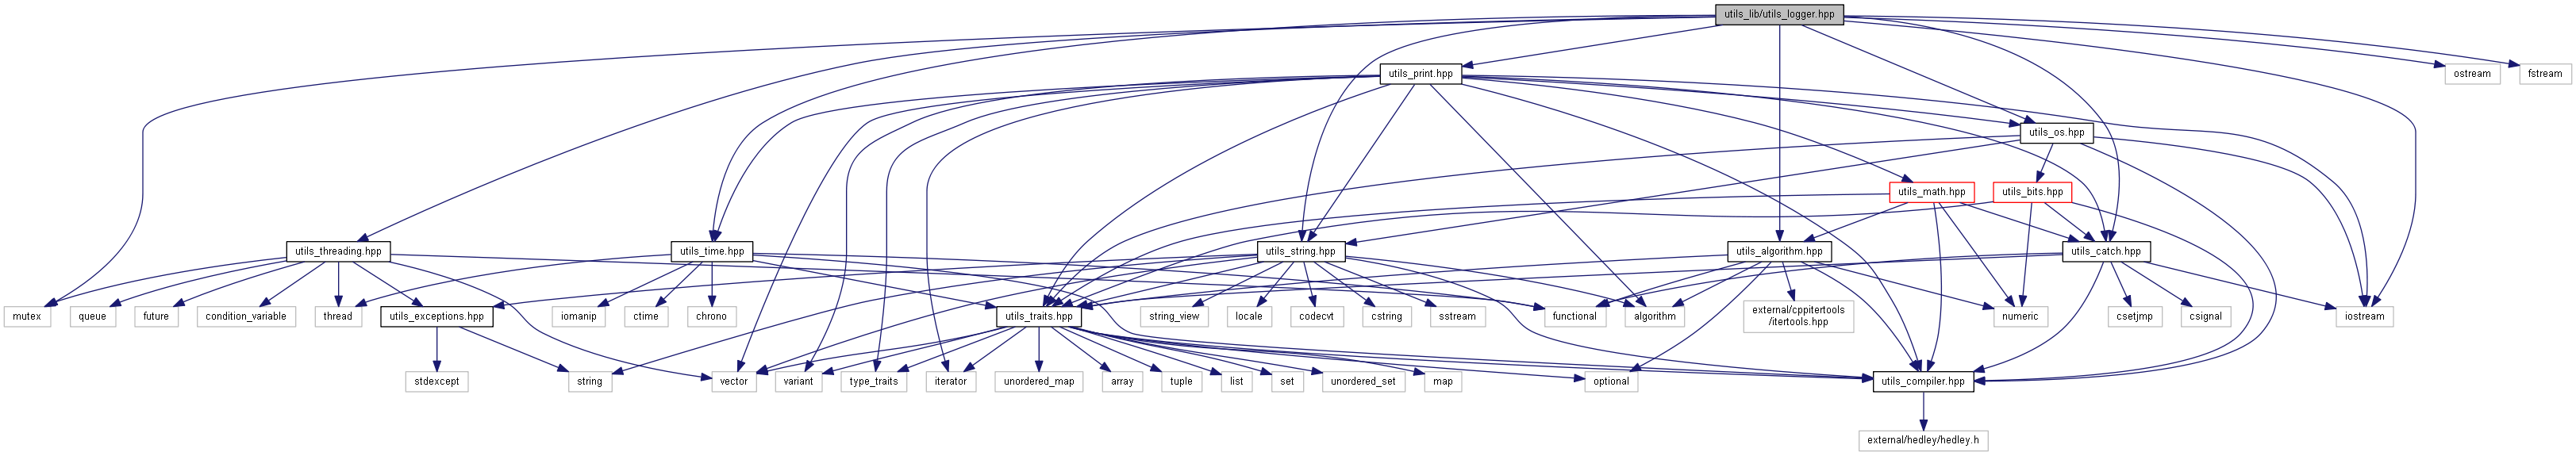 utils_lib/utils_logger.hpp
utils_print.hpp
ostream
fstream
utils_os.hpp
utils_math.hpp
utils_bits.hpp
utils_threading.hpp
utils_time.hpp
utils_string.hpp
utils_algorithm.hpp
utils_catch.hpp
mutex
queue
future
condition_variable
thread
utils_exceptions.hpp
iomanip
ctime
chrono
utils_traits.hpp
string_view
locale
codecvt
cstring
sstream
functional
algorithm
external/cppitertools
/itertools.hpp
numeric
csetjmp
csignal
iostream
stdexcept
string
vector
variant
type_traits
iterator
unordered_map
array
tuple
list
set
unordered_set
map
optional
utils_compiler.hpp
external/hedley/hedley.h